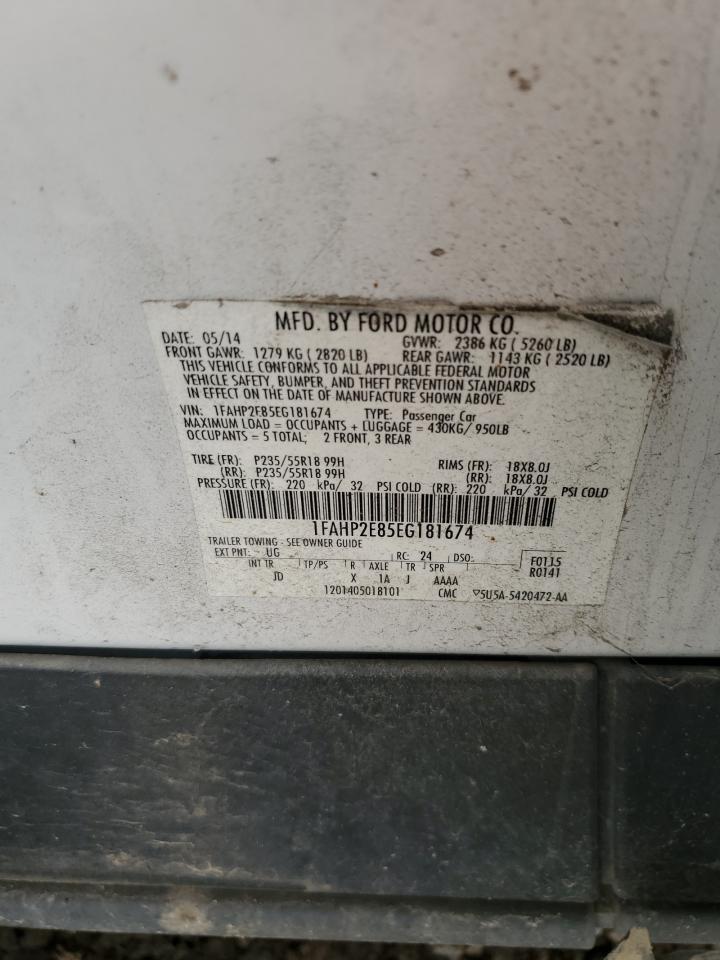 MFD. BY FORD MOTOR CO.
DATE: 05/14 GVWR: 2386 KG ( 5260 LB)
FRONT GAWR: 1279 KG ( 2820 LB) REAR GAWR: 1143 KG ( 2520 LB)
THIS VEHICLE CONFORMS TO ALL APPLICABLE FEDERAL MOTOR
VEHICLE SAFETY, BUMPER, AND THEFT PREVENTION STANDARDS
IN EFFECT ON THE DATE OF MANUFACTURE SHOWN ABOVE.
VIN: 1FAHP2E85EG181674 TYPE: Passenger Car
MAXIMUM LOAD = OCCUPANTS + LUGGAGE = 430KG/ 950LB
OCCUPANTS = 5 TOTAL; 2 FRONT, 3 REAR
TIRE (FR): P235/55R18 99H RIMS (FR): 18X8.0J
(RR): P235/55R18 99H (RR): 18X8.0J
PRESSURE (FR): 220 kPa/ 32 PSI COLD (RR): 220 kPa/ 32 PSI COLD
1FAHP2E85EG181674
TRAILER TOWING - SEE OWNER GUIDE
EXT PNT: UG RC: 24 DSO: F0115
INT TR TP/PS R AXLE TR SPR R0141
JD X 1A J AAAA
1201405018101 CMC ▽5U5A-5420472-AA